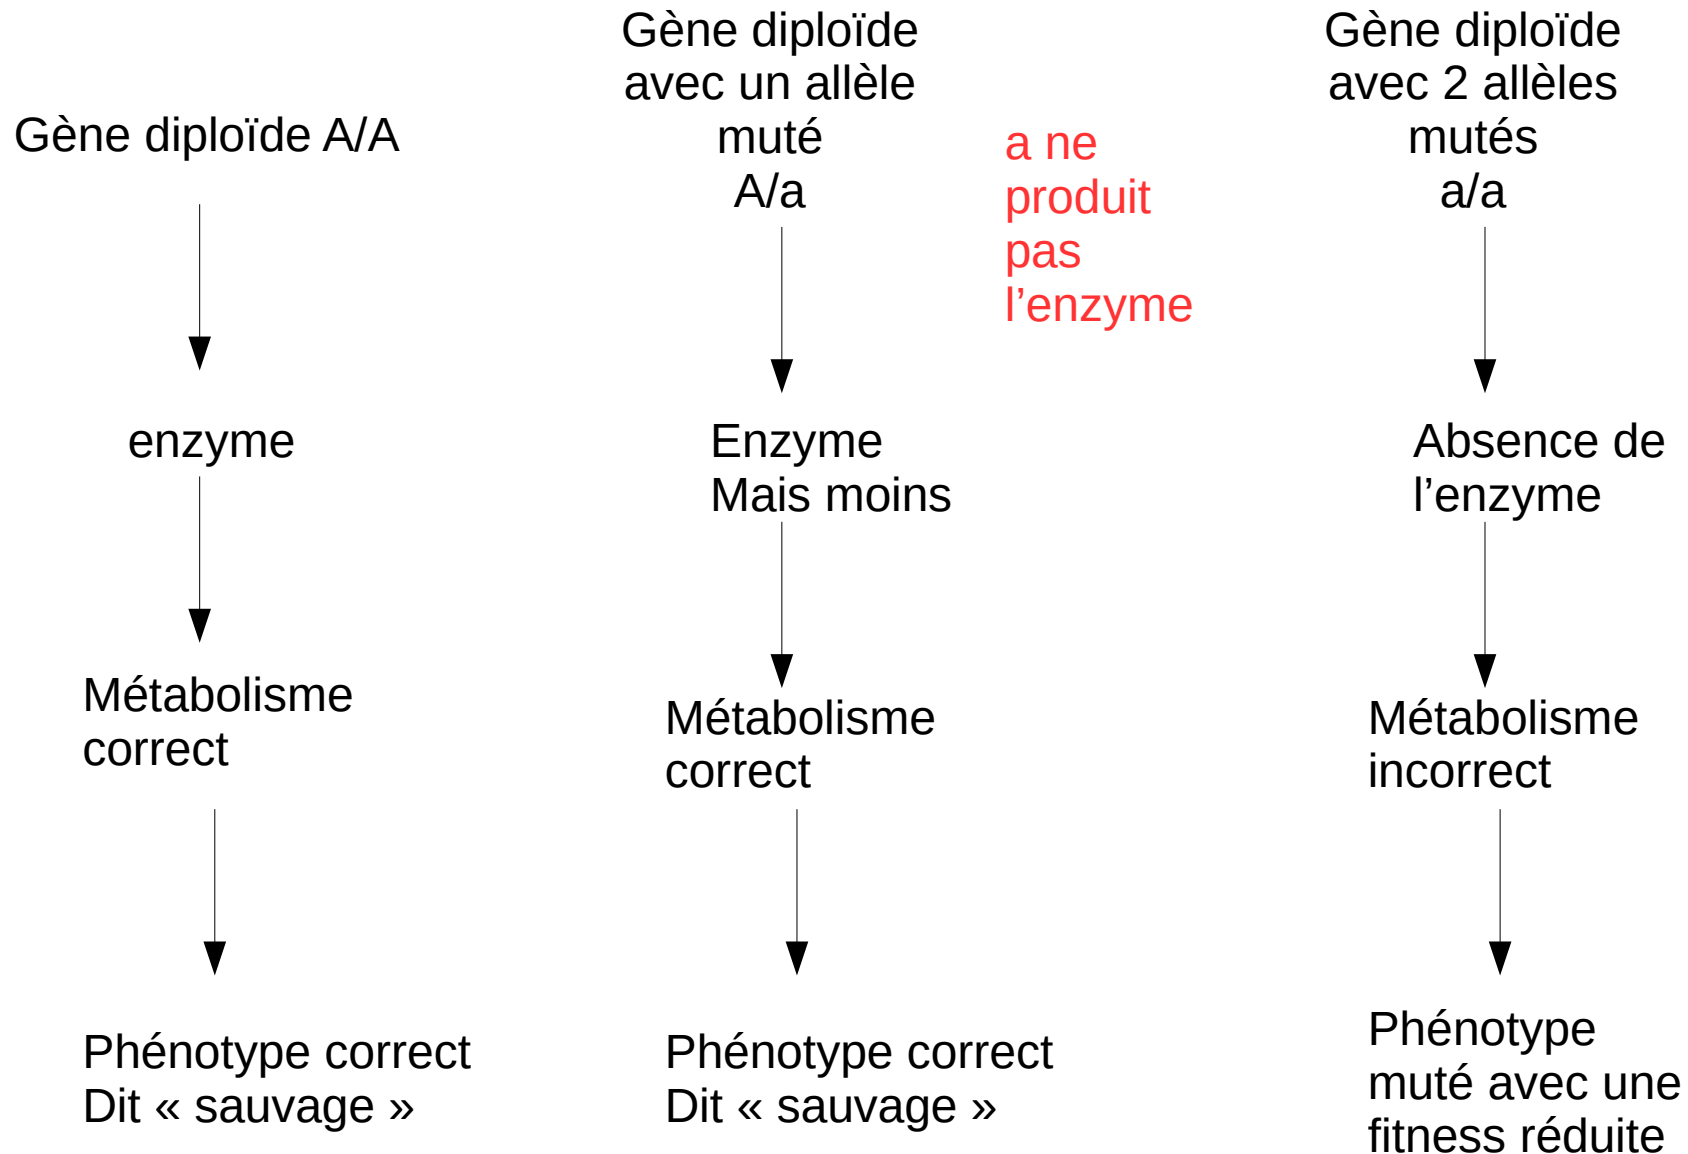 Gène diploïde A/A
enzyme
Métabolisme
correct
Phénotype correct
Dit « sauvage »
Gène diploïde
avec un allèle
muté
A/a
a ne
produit
pas
l’enzyme
Enzyme
Mais moins
Métabolisme
correct
Phénotype correct
Dit « sauvage »
Gène diploïde
avec 2 allèles
mutés
a/a
Absence de
l’enzyme
Métabolisme
incorrect
Phénotype
muté avec une
fitness réduite